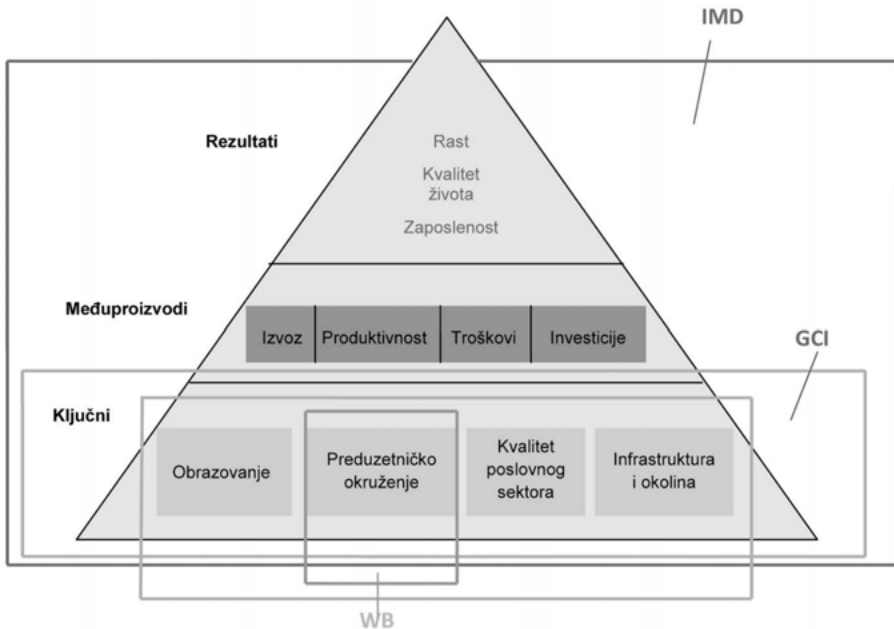 IMD
Rezultati
Rast
Kvalitet
života
Zaposlenost
Međuproizvodi
Izvoz
Produktivnost
Troškovi
Investicije
GCI
Ključni
Obrazovanje
Preduzetničko
okruženje
Kvalitet
poslovnog
sektora
Infrastruktura
i okolina
WB